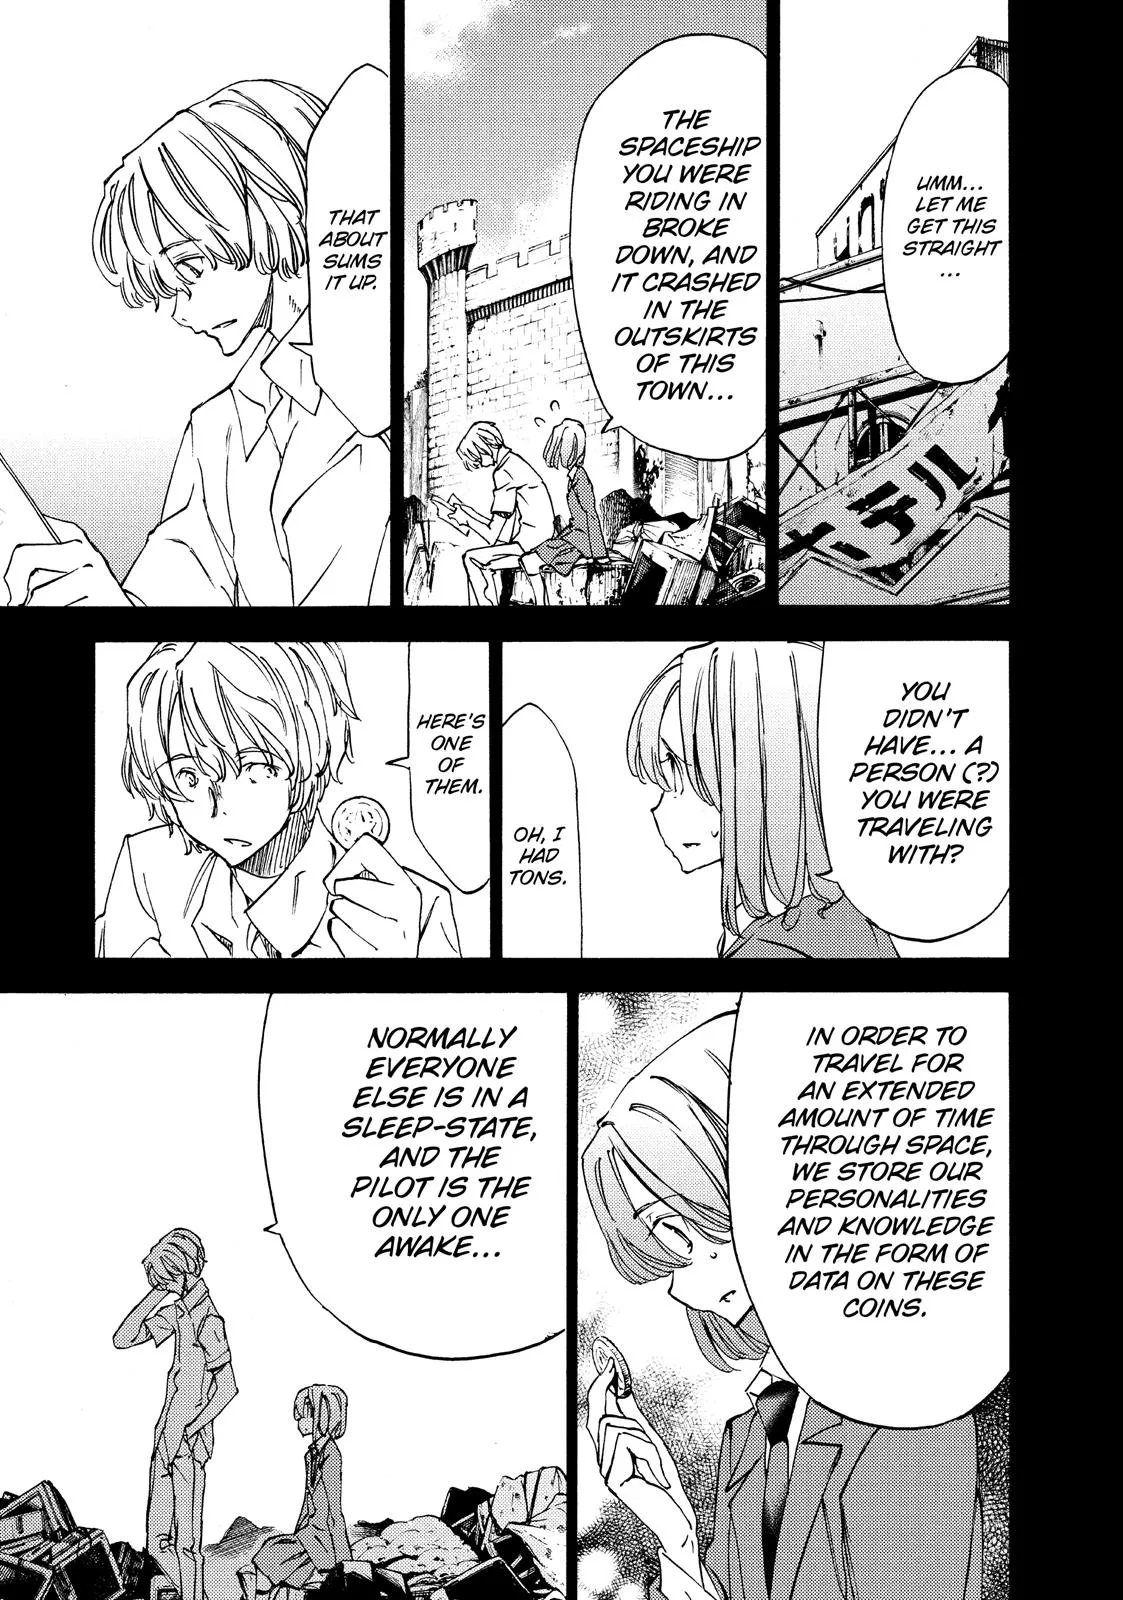 UMM...
LET ME
GET THIS
STRAIGHT
...
ーテル
THE
SPACESHIP
YOU WERE
RIDING IN
BROKE
DOWN, AND
IT CRASHED
IN THE
OUTSKIRTS
OF THIS
TOWN...
THAT
ABOUT
SUMS
IT UP.
YOU
DIDN'T
HAVE... A
PERSON (?)
YOU WERE
TRAVELING
WITH?
OH, I
HAD
TONS.
HERE'S
ONE
OF
THEM.
IN ORDER TO
TRAVEL FOR
AN EXTENDED
AMOUNT OF TIME
THROUGH SPACE,
WE STORE OUR
PERSONALITIES
AND KNOWLEDGE
IN THE FORM OF
DATA ON THESE
COINS.
NORMALLY
EVERYONE
ELSE IS IN A
SLEEP-STATE,
AND THE
PILOT IS THE
ONLY ONE
AWAKE...